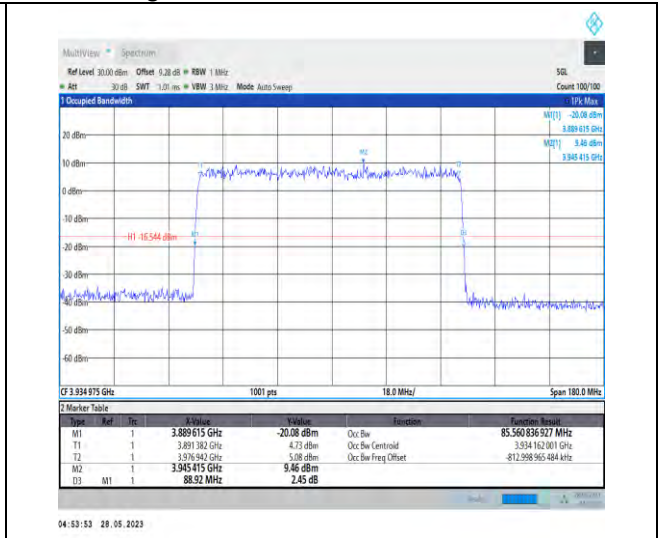 MultiView Spectrum
Ref Level 30.00 dBm Offset 9.28 dB RBW 1 MHz SGL
Att 30 dB SWT 1.01 ms VBW 3 MHz Mode Auto Sweep Count 100/100
1 Occupied Bandwidth 1Pk Max
M1[1] -20.08 dBm
3.889 615 GHz
M2[1] 9.46 dBm
3.945 415 GHz
20 dBm
M2
10 dBm
T1 T2
0 dBm
-10 dBm
H1 -16.544 dBm M1 D3
-20 dBm
-30 dBm
-40 dBm
-50 dBm
-60 dBm
CF 3.934 975 GHz 1001 pts 18.0 MHz/ Span 180.0 MHz
2 Marker Table
Type Ref Trc X-Value Y-Value Function Function Result
M1 1 3.889 615 GHz -20.08 dBm Occ Bw 85.560 836 927 MHz
T1 1 3.891 382 GHz 4.73 dBm Occ Bw Centroid 3.934 162 001 GHz
T2 1 3.976 942 GHz 5.08 dBm Occ Bw Freq Offset -812.998 965 484 kHz
M2 1 3.945 415 GHz 9.46 dBm
D3 M1 1 88.92 MHz 2.45 dB
04:53:53 28.05.2023